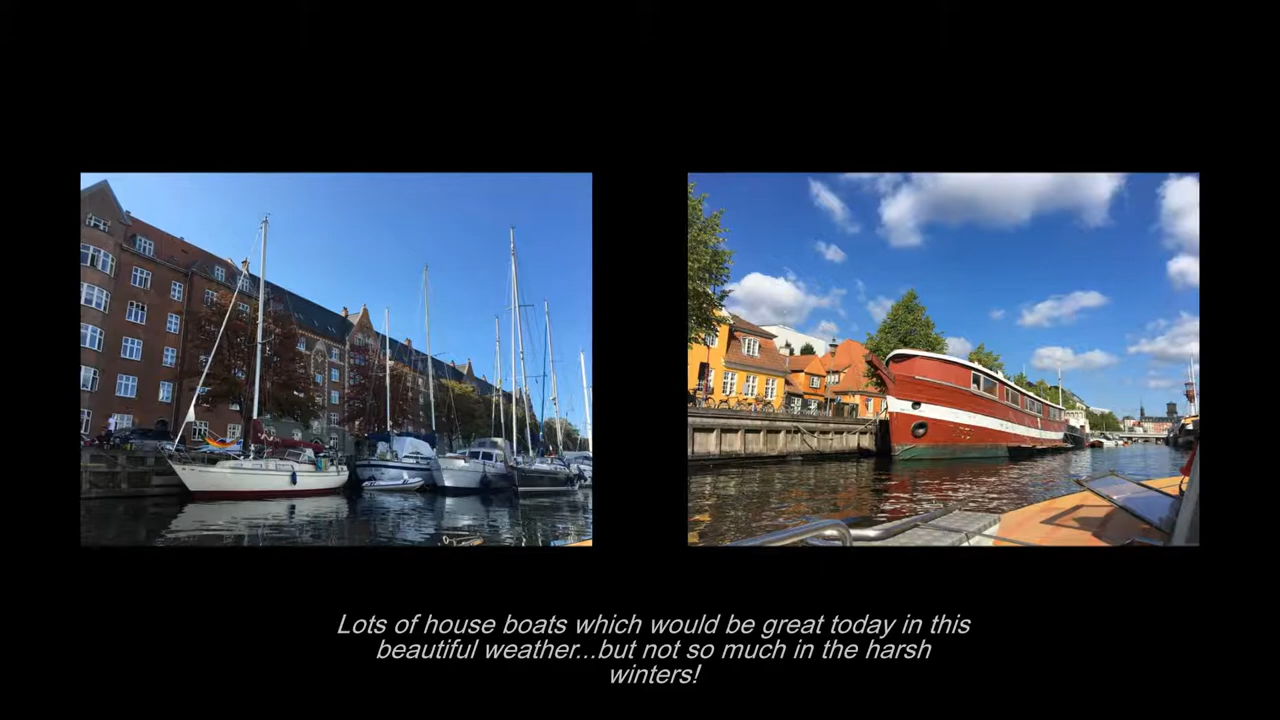 Lots of house boats which would be great today in this
beautiful weather...but not so much in the harsh
winters!